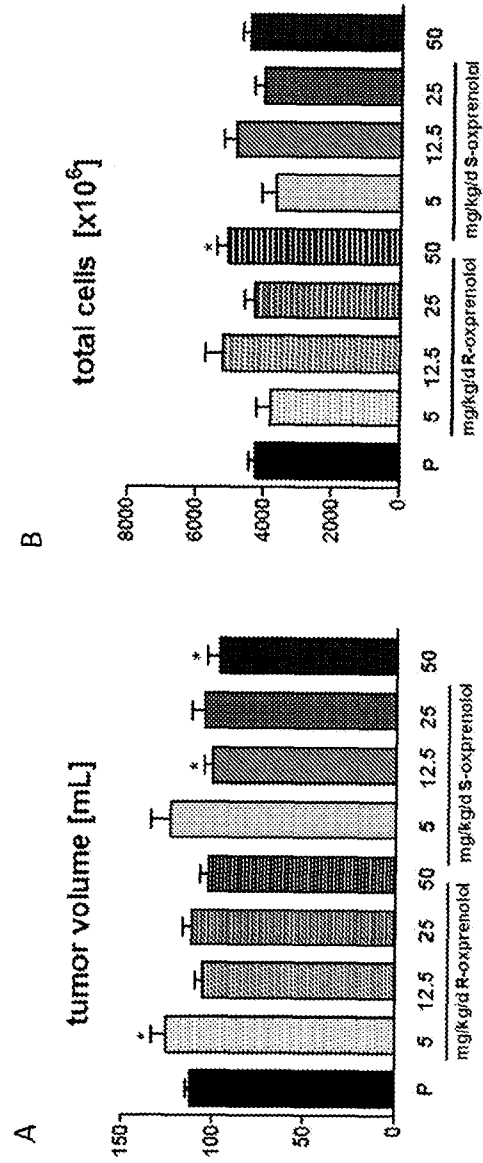 A
tumor volume [mL]
150
100
50
0
*
*
*
P 5 12.5 25 50 5 12.5 25 50
mg/kg/d R-oxprenolol mg/kg/d S-oxprenolol
B
total cells [x10⁶]
8000
6000
4000
2000
0
*
P 5 12.5 25 50 5 12.5 25 50
mg/kg/d R-oxprenolol mg/kg/d S-oxprenolol